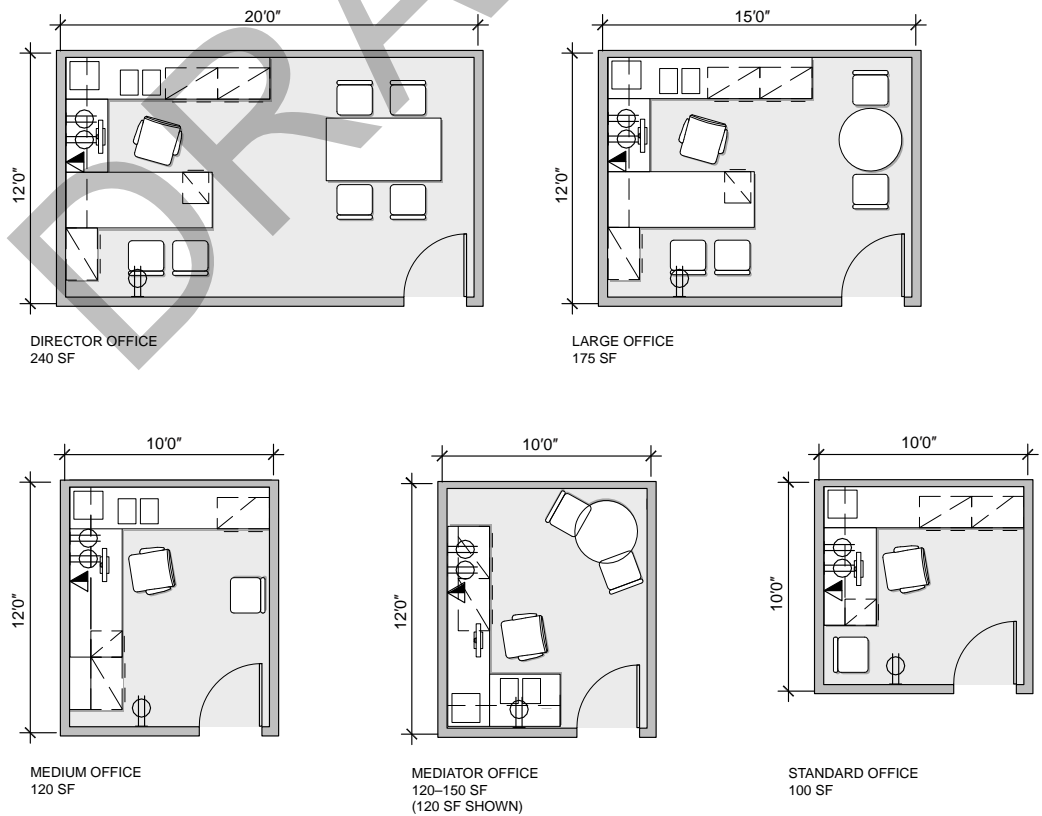 20'0"
15'0"
12'0"
12'0"
DRA
DIRECTOR OFFICE
240 SF
LARGE OFFICE
175 SF
10'0"
10'0"
10'0"
12'0"
12'0"
10'0"
MEDIUM OFFICE
120 SF
MEDIATOR OFFICE
120–150 SF
(120 SF SHOWN)
STANDARD OFFICE
100 SF